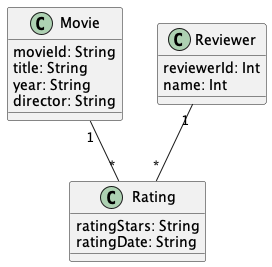 C Movie
movieId: String
title: String
year: String
director: String
C Reviewer
reviewerId: Int
name: Int
1
1
*
*
C Rating
ratingStars: String
ratingDate: String